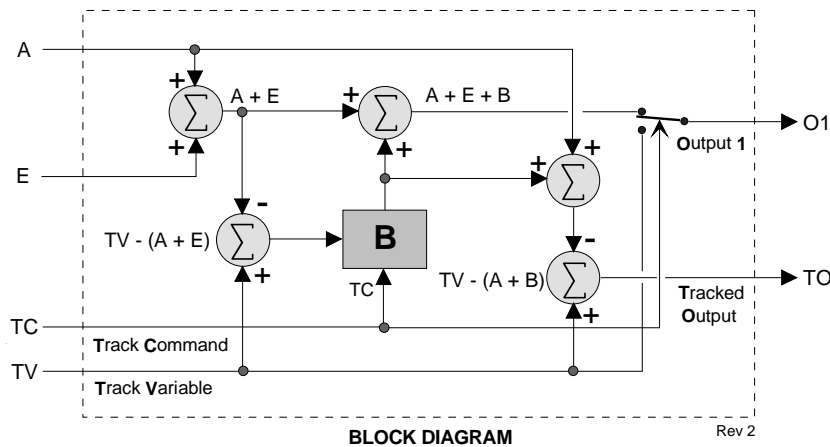 A
+
+
Σ
A + E
+
+
Σ
A + E + B
O1
Output 1
E
+
+
Σ
-
+
Σ
TV - (A + E)
B
TC
-
+
Σ
TV - (A + B)
TO
Tracked
Output
TC
Track Command
TV
Track Variable
Rev 2
BLOCK DIAGRAM